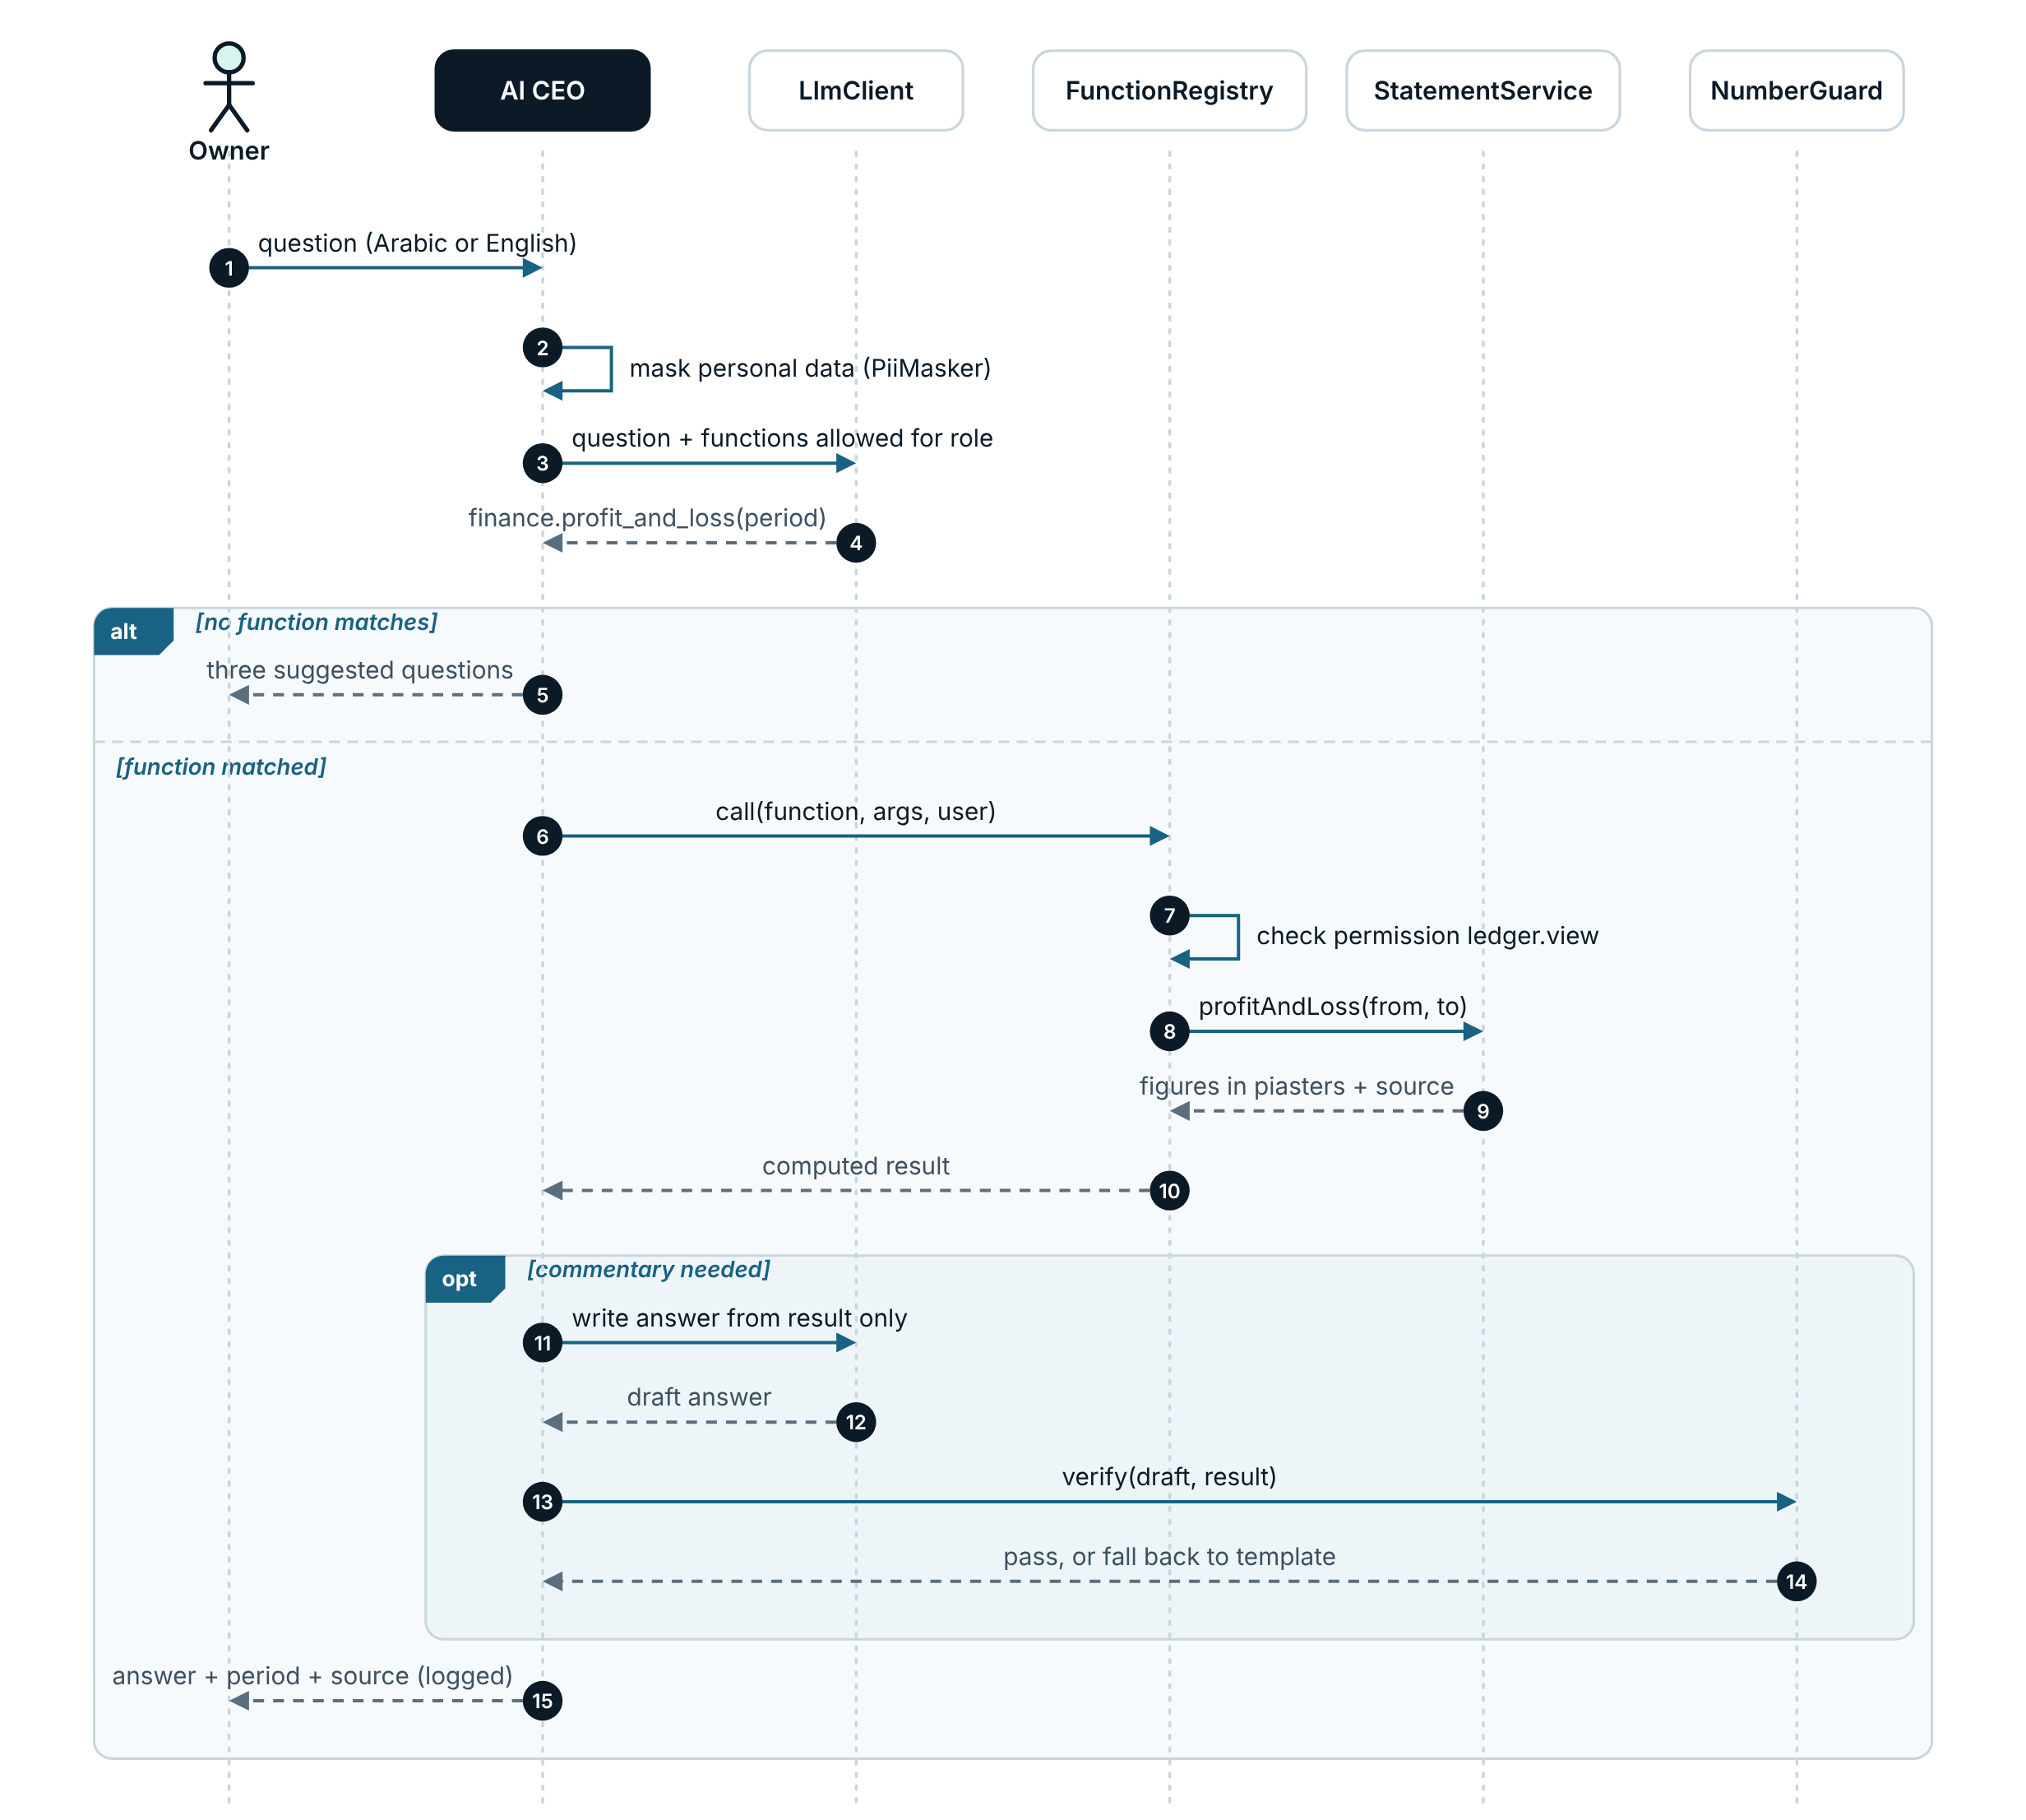 Owner
AI CEO
LlmClient
FunctionRegistry
StatementService
NumberGuard
question (Arabic or English)
1
2
mask personal data (PiiMasker)
question + functions allowed for role
3
finance.profit_and_loss(period)
4
alt
[no function matches]
three suggested questions
5
[function matched]
call(function, args, user)
6
7
check permission ledger.view
profitAndLoss(from, to)
8
figures in piasters + source
9
computed result
10
opt
[commentary needed]
write answer from result only
11
draft answer
12
verify(draft, result)
13
pass, or fall back to template
14
answer + period + source (logged)
15